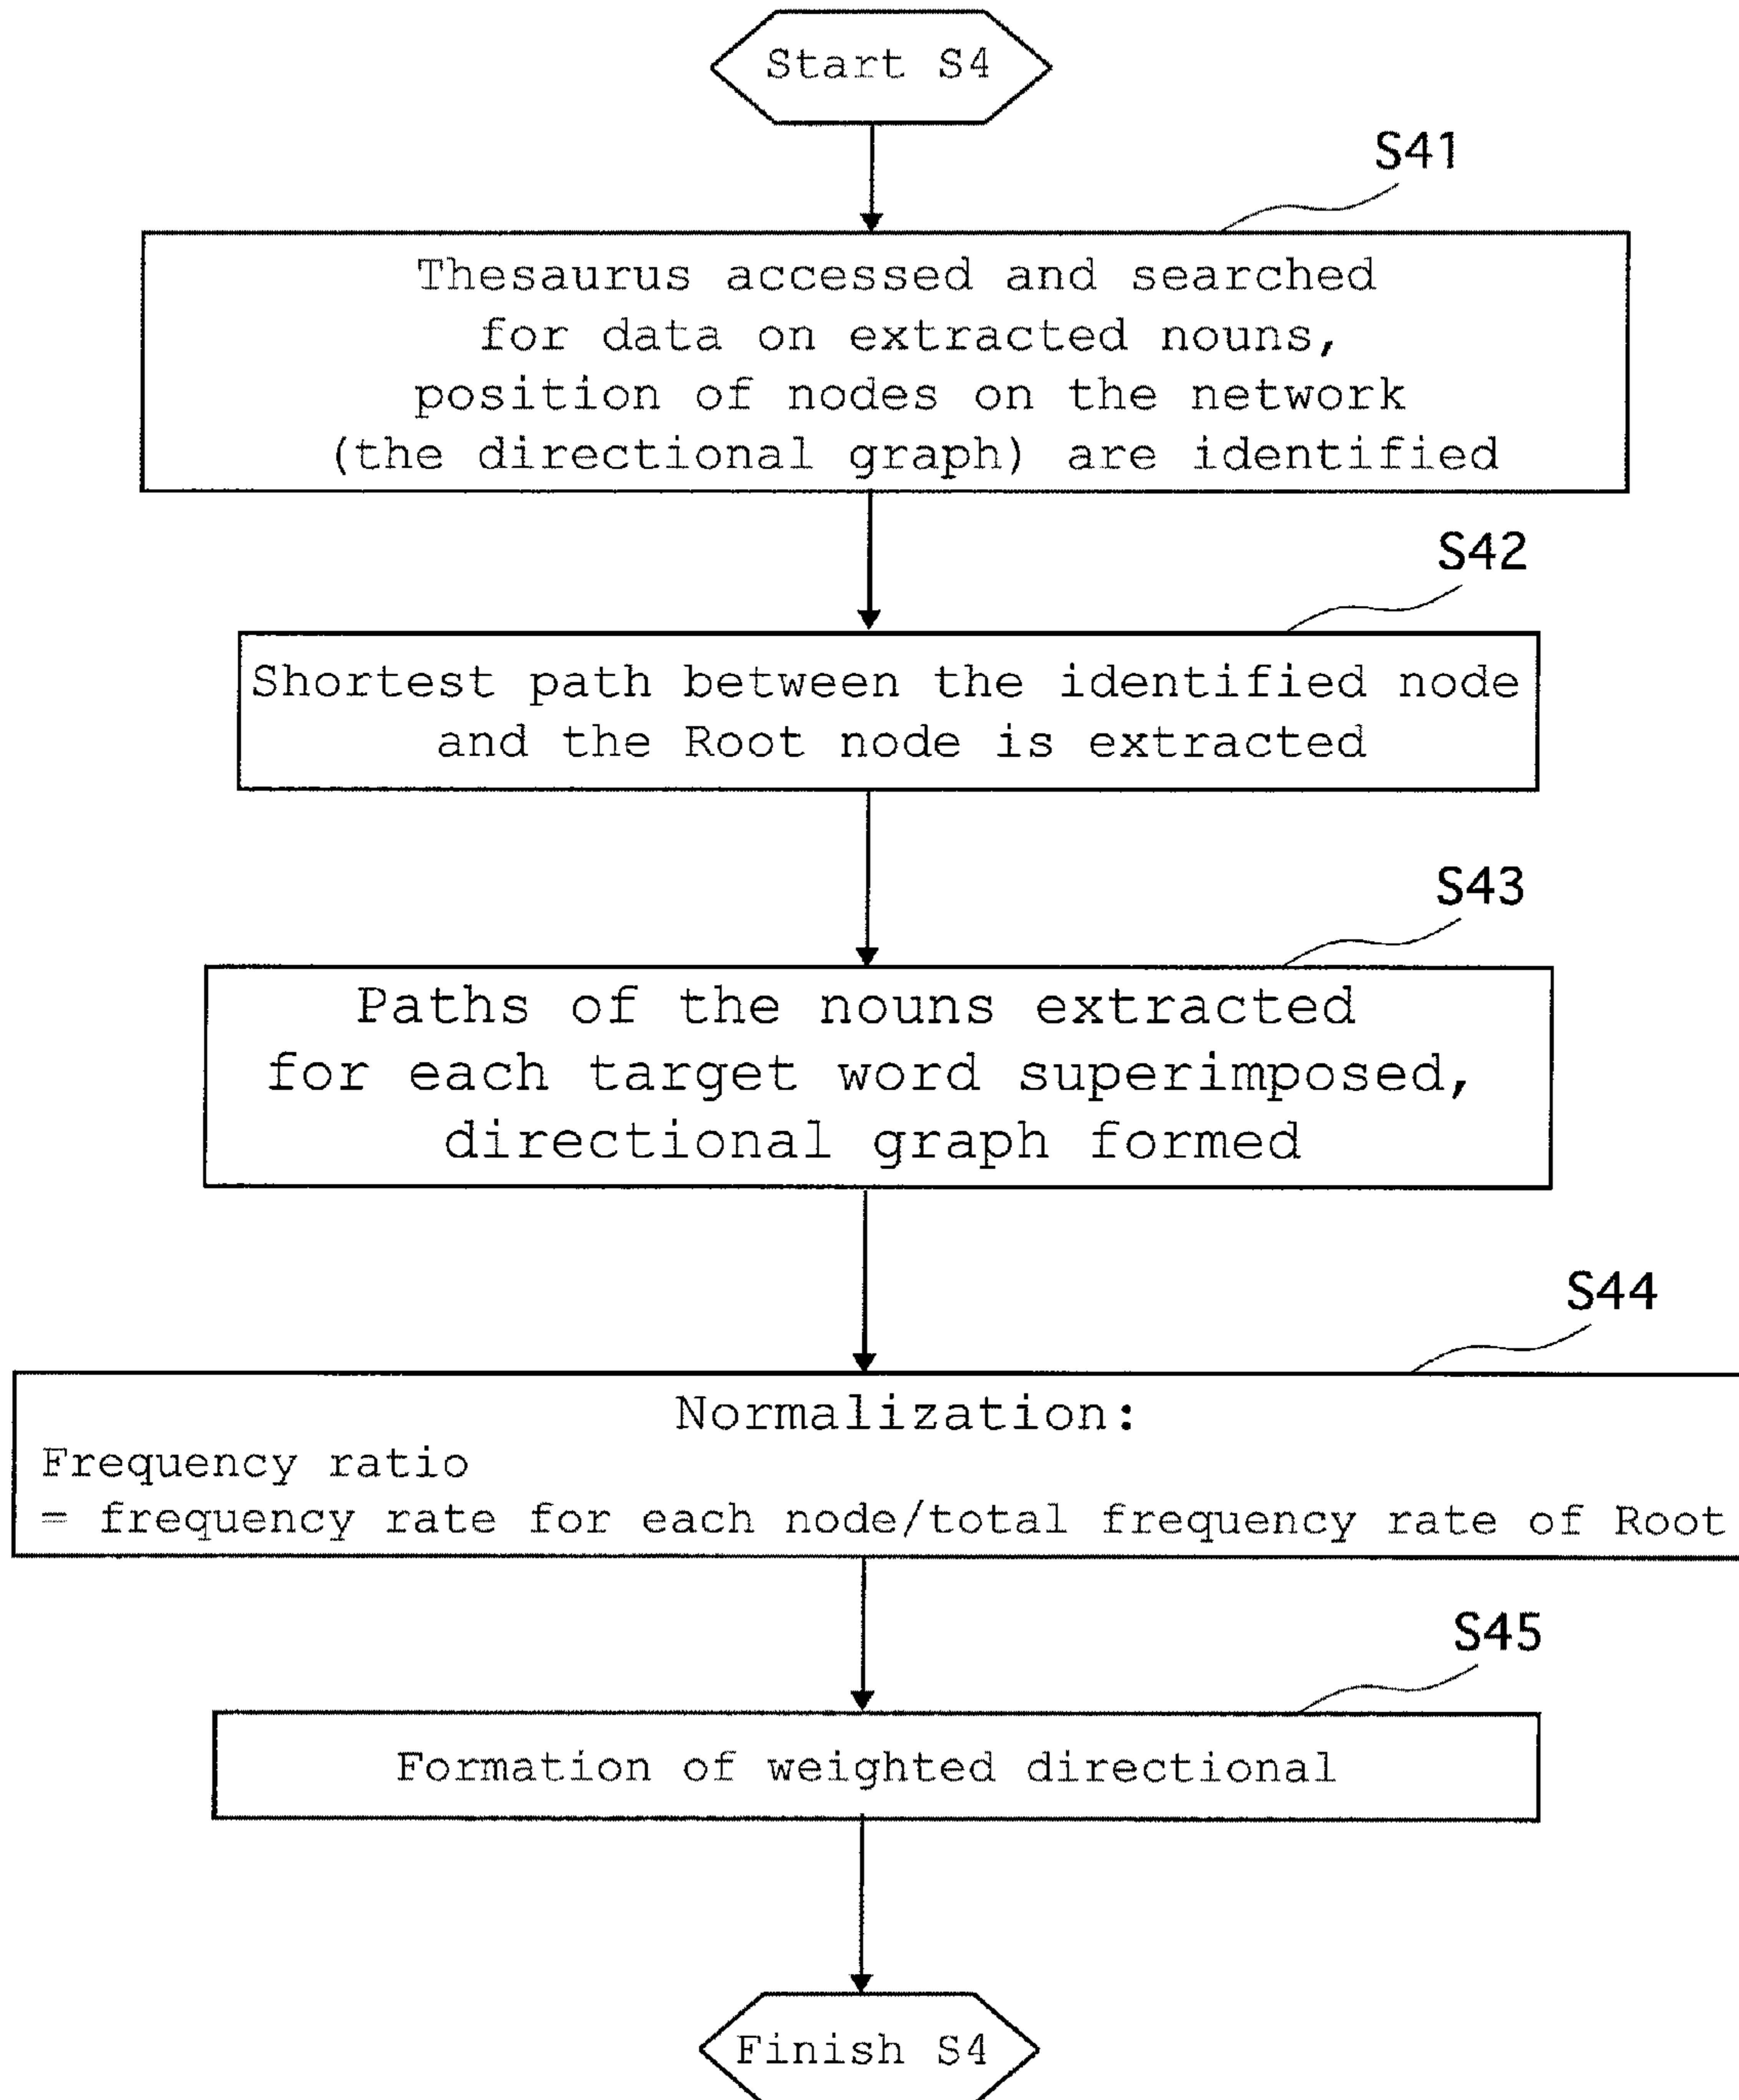 Start S4
S41
Thesaurus accessed and searched
for data on extracted nouns,
position of nodes on the network
(the directional graph) are identified
S42
Shortest path between the identified node
and the Root node is extracted
S43
Paths of the nouns extracted
for each target word superimposed,
directional graph formed
S44
Normalization:
Frequency ratio
= frequency rate for each node/total frequency rate of Root
S45
Formation of weighted directional
Finish S4